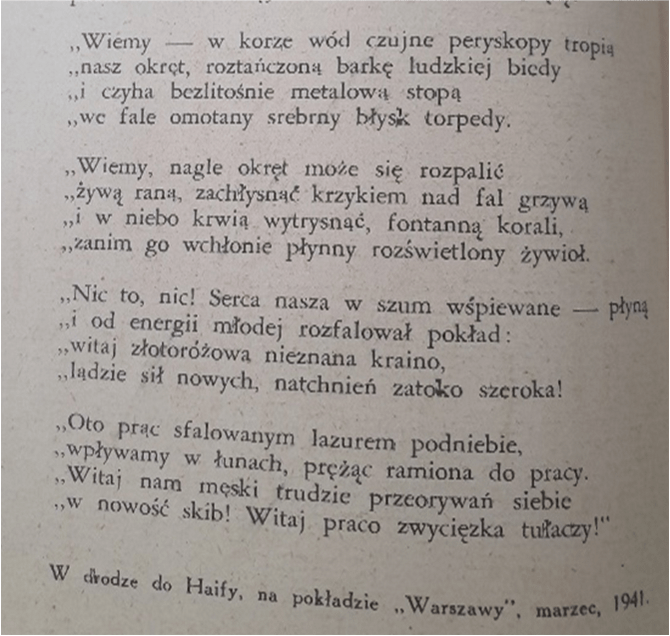 „Wiemy — w korze wód czujne peryskopy tropią
„nasz okręt, roztańczoną barkę ludzkiej biedy
„i czyha bezlitośnie metalową stopą
„we fale omotany srebrny błysk torpedy.
„Wiemy, nagle okręt może się rozpalić
„żywą raną, zachłysnąć krzykiem nad fal grzywą
„i w niebo krwią wytrysnąć, fontanną korali,
„zanim go wchłonie płynny rozświetlony żywioł.
„Nic to, nic! Serca nasza w szum wśpiewane — płyną
„i od energii młodej rozfalował pokład:
„witaj złotoróżowa nieznana kraino,
„lądzie sił nowych, natchnień zatoko szeroka!
„Oto prąc sfalowanym lazurem podniebie,
„wpływamy w łunach, prężąc ramiona do pracy.
„Witaj nam męski trudzie przeorywań siebie
„w nowość skib! Witaj praco zwycięzka tułaczy!"
W drodze do Haify, na pokładzie „Warszawy", marzec, 1941.